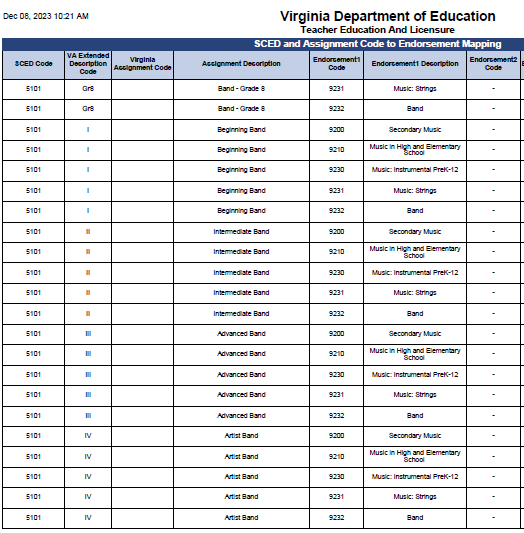 Dec 08, 2023 10:21 AM
Virginia Department of Education
Teacher Education And Licensure
SCED and Assignment Code to Endorsement Mapping
SCED Code VA Extended Description Code Virginia Assignment Code Assignment Description Endorsement1 Code Endorsement1 Description Endorsement2 Code
5101 Gr8 Band - Grade 8 9231 Music: Strings -
5101 Gr8 Band - Grade 8 9232 Band -
5101 I Beginning Band 9200 Secondary Music -
5101 I Beginning Band 9210 Music in High and Elementary School -
5101 I Beginning Band 9230 Music: Instrumental PreK-12 -
5101 I Beginning Band 9231 Music: Strings -
5101 I Beginning Band 9232 Band -
5101 II Intermediate Band 9200 Secondary Music -
5101 II Intermediate Band 9210 Music in High and Elementary School -
5101 II Intermediate Band 9230 Music: Instrumental PreK-12 -
5101 II Intermediate Band 9231 Music: Strings -
5101 II Intermediate Band 9232 Band -
5101 III Advanced Band 9200 Secondary Music -
5101 III Advanced Band 9210 Music in High and Elementary School -
5101 III Advanced Band 9230 Music: Instrumental PreK-12 -
5101 III Advanced Band 9231 Music: Strings -
5101 III Advanced Band 9232 Band -
5101 IV Artist Band 9200 Secondary Music -
5101 IV Artist Band 9210 Music in High and Elementary School -
5101 IV Artist Band 9230 Music: Instrumental PreK-12 -
5101 IV Artist Band 9231 Music: Strings -
5101 IV Artist Band 9232 Band -